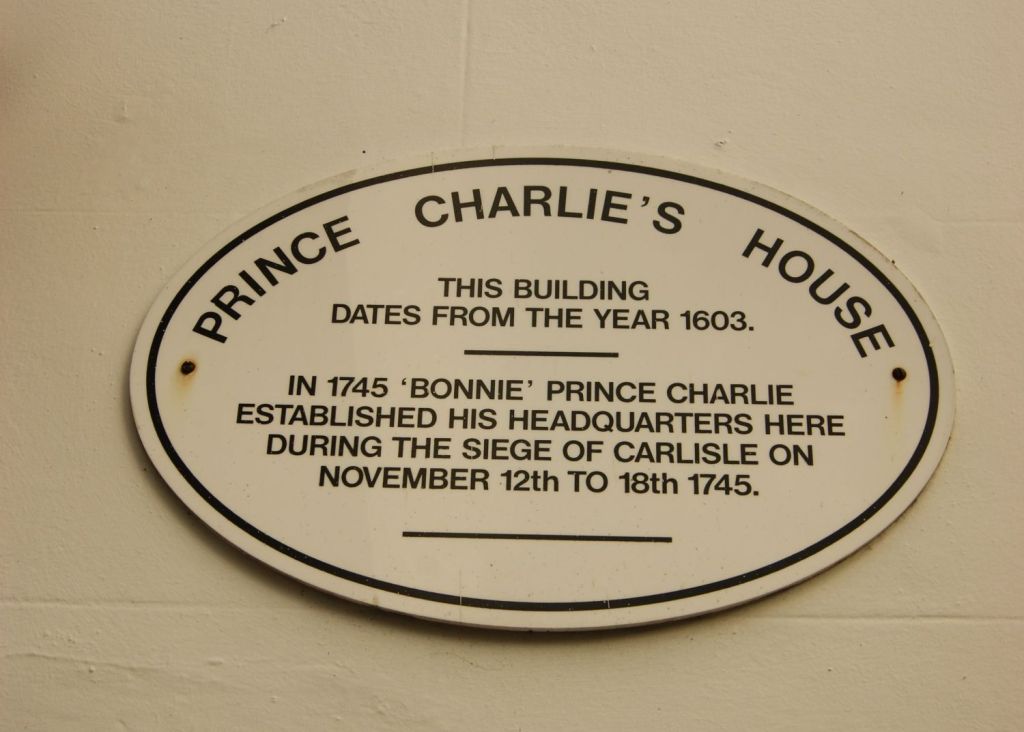 PRINCE CHARLIE'S HOUSE
THIS BUILDING
DATES FROM THE YEAR 1603.
IN 1745 ‘BONNIE’ PRINCE CHARLIE
ESTABLISHED HIS HEADQUARTERS HERE
DURING THE SIEGE OF CARLISLE ON
NOVEMBER 12th TO 18th 1745.